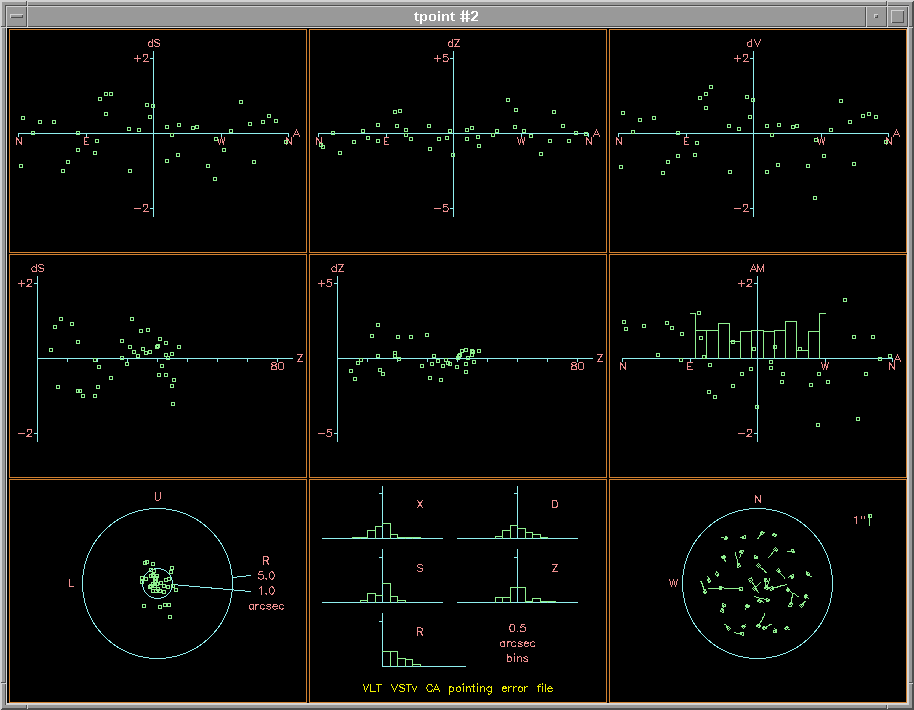 tpoint #2
dS
+2
N E W N A
−2
dZ
+5
N E W N A
−5
dV
+2
N E W N A
−2
dS
+2
Z
80
−2
dZ
+5
Z
80
−5
AM
+2
N E W N A
−2
U
L
R
5.0
1.0
arcsec
X
D
S
Z
R
0.5
arcsec
bins
VLT VSTv CA pointing error file
N
W
1"